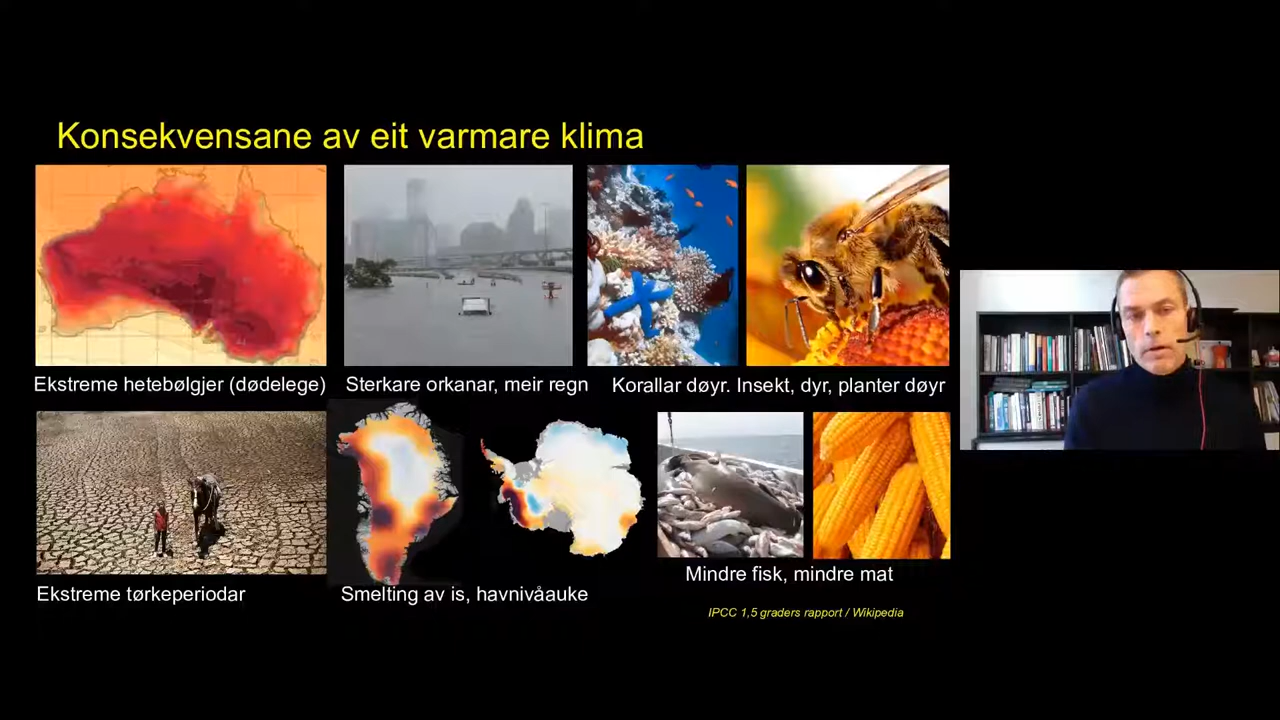 Konsekvensane av eit varmare klima
Ekstreme hetebølgjer (dødelege)
Sterkare orkanar, meir regn
Korallar døyr. Insekt, dyr, planter døyr
Ekstreme tørkeperiodar
Smelting av is, havnivåauke
Mindre fisk, mindre mat
IPCC 1,5 graders rapport / Wikipedia